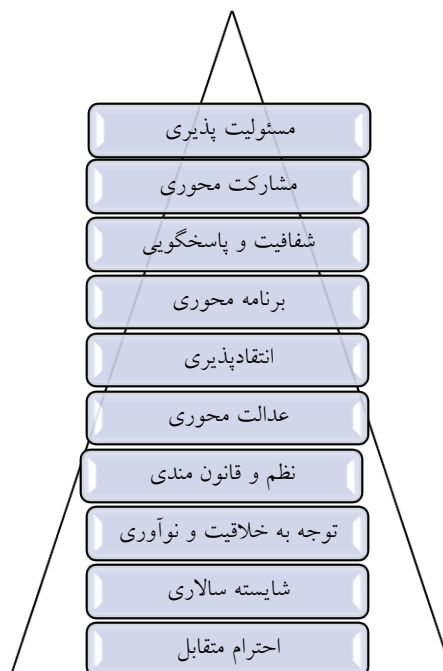 مسئولیت پذیری
مشارکت محوری
شفافیت و پاسخگویی
برنامه محوری
انتقادپذیری
عدالت محوری
نظم و قانون مندی
توجه به خلاقیت و نوآوری
شایسته سالاری
احترام متقابل